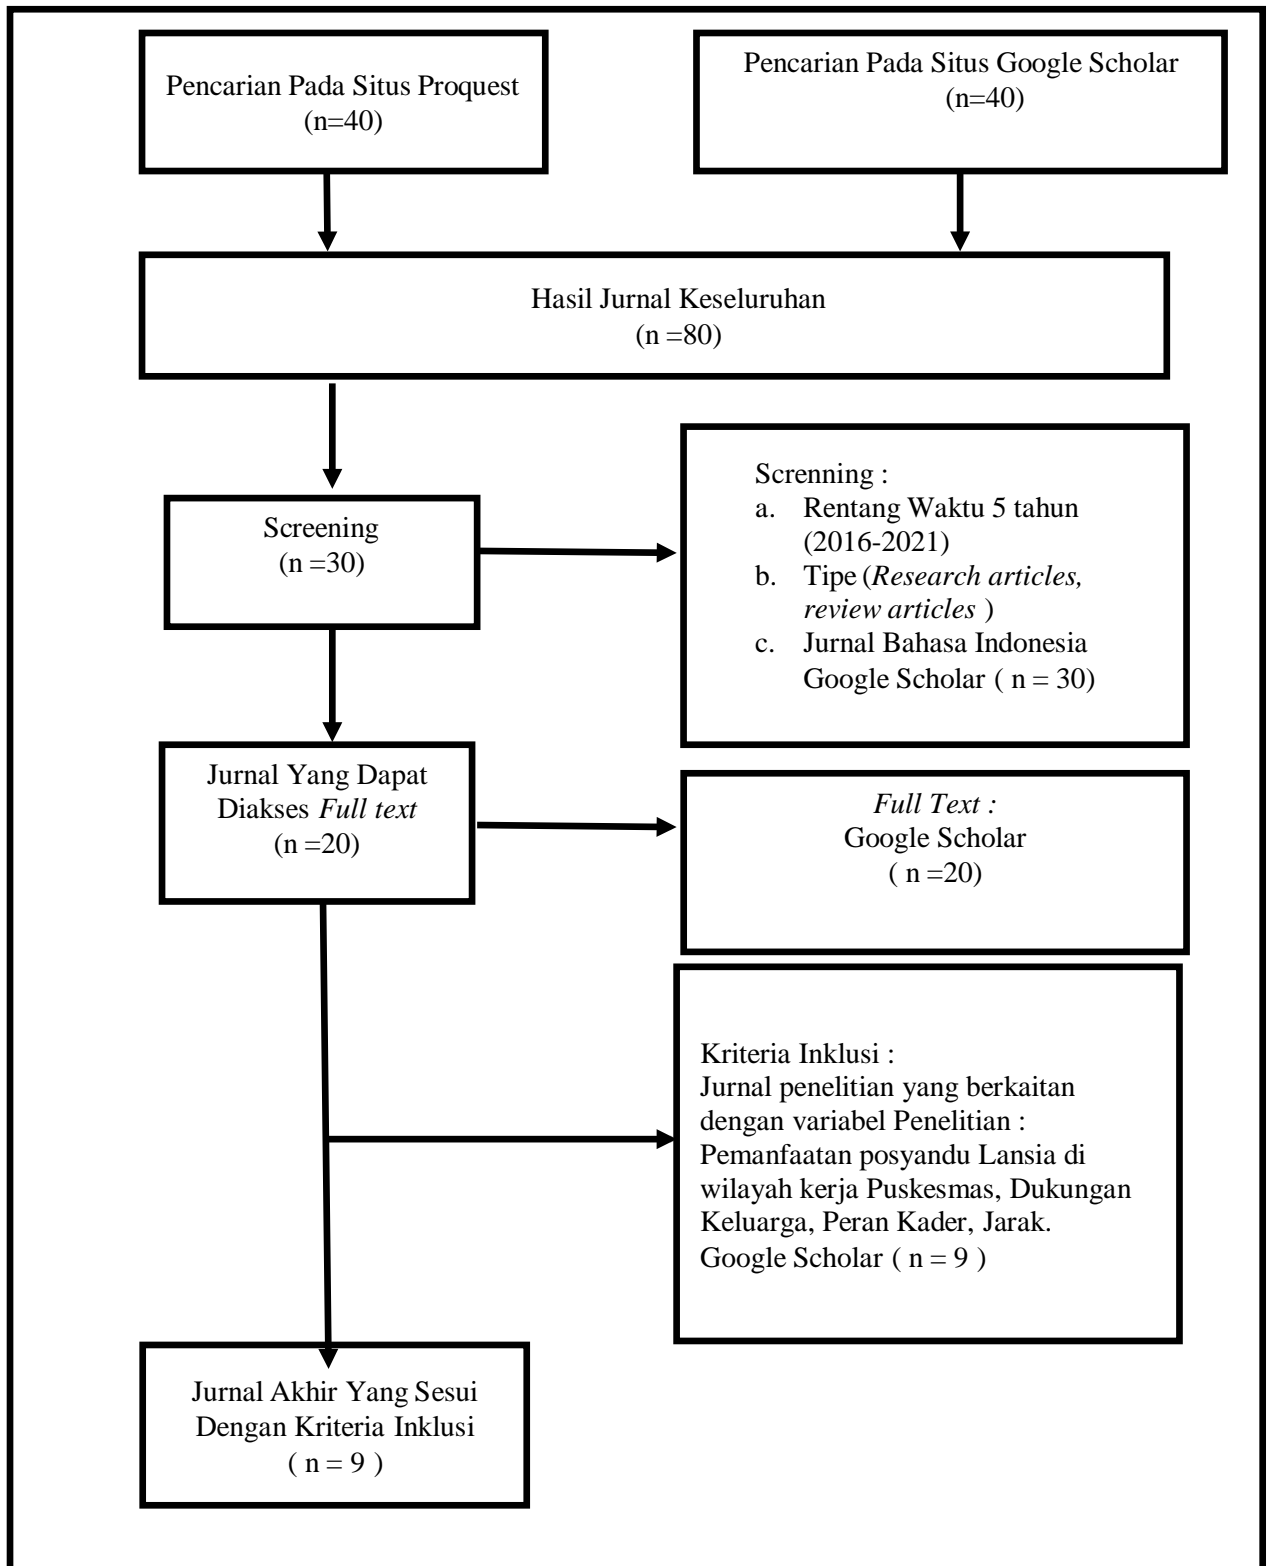 Pencarian Pada Situs Proquest
(n=40)
Pencarian Pada Situs Google Scholar
(n=40)
Hasil Jurnal Keseluruhan
(n =80)
Screening
(n =30)
Screnning :
a. Rentang Waktu 5 tahun
(2016-2021)
b. Tipe (Research articles,
review articles )
c. Jurnal Bahasa Indonesia
Google Scholar ( n = 30)
Jurnal Yang Dapat
Diakses Full text
(n =20)
Full Text :
Google Scholar
( n =20)
Kriteria Inklusi :
Jurnal penelitian yang berkaitan
dengan variabel Penelitian :
Pemanfaatan posyandu Lansia di
wilayah kerja Puskesmas, Dukungan
Keluarga, Peran Kader, Jarak.
Google Scholar ( n = 9 )
Jurnal Akhir Yang Sesui
Dengan Kriteria Inklusi
( n = 9 )